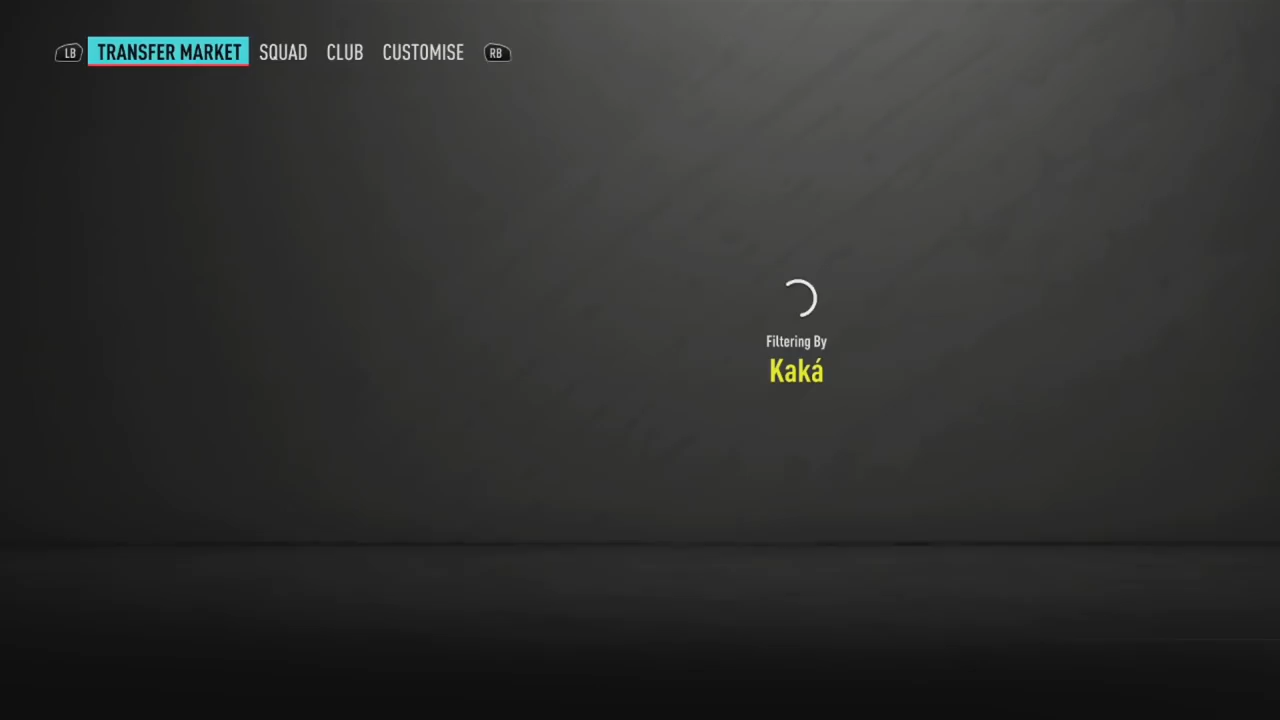 LB TRANSFER MARKET SQUAD CLUB CUSTOMISE RB
Filtering By
Kaká